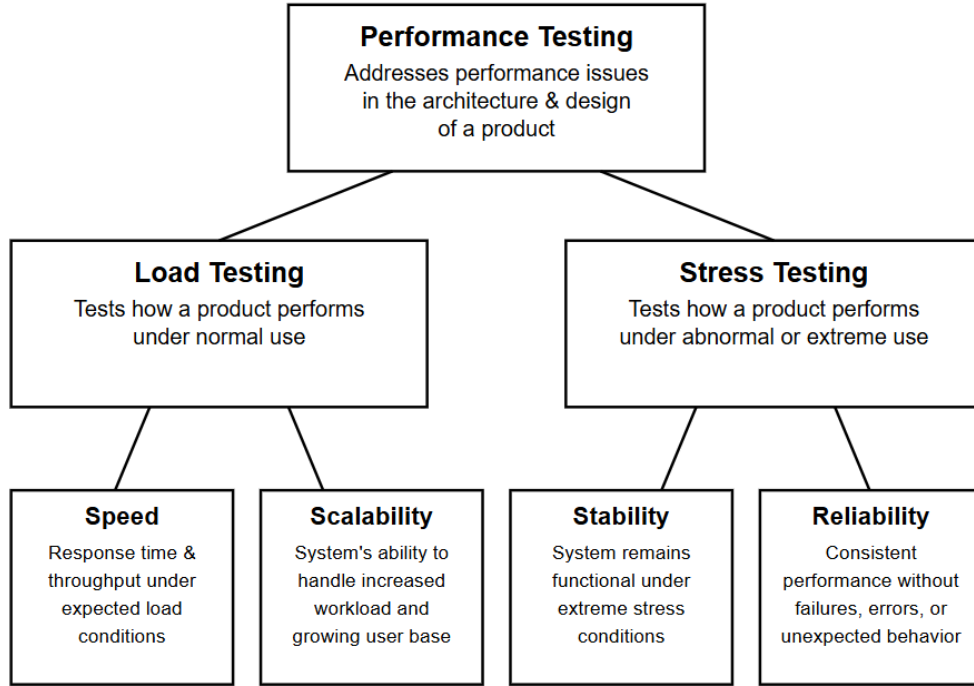 Performance Testing
Addresses performance issues
in the architecture & design
of a product
Load Testing
Tests how a product performs
under normal use
Stress Testing
Tests how a product performs
under abnormal or extreme use
Speed
Response time &
throughput under
expected load
conditions
Scalability
System's ability to
handle increased
workload and
growing user base
Stability
System remains
functional under
extreme stress
conditions
Reliability
Consistent
performance without
failures, errors, or
unexpected behavior